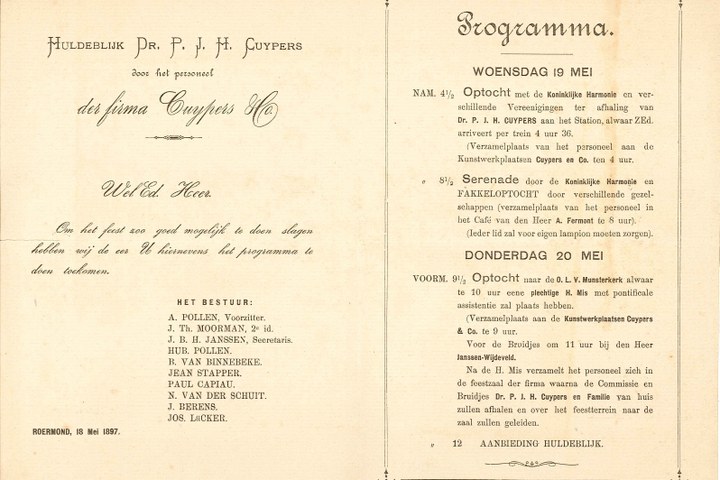 HULDEBLIJK DR. P. J. H. CUYPERS
door het personeel
der firma Cuypers & Co.
Wel Ed. Heer.
Om het feest zoo goed mogelijk te doen slagen
hebben wij de eer U hiernevens het programma te
doen toekomen.
HET BESTUUR:
A. POLLEN, Voorzitter.
J. Th. MOORMAN, 2e id.
J. B. H. JANSSEN, Secretaris.
HUB. POLLEN.
B. VAN BINNEBEKE.
JEAN STAPPER.
PAUL CAPIAU.
N. VAN DER SCHUIT.
J. BERENS.
JOS. LüCKER.
ROERMOND, 18 Mei 1897.
Programma.
WOENSDAG 19 MEI
NAM. 4½ Optocht met de Koninklijke Harmonie en ver-
schillende Vereenigingen ter afhaling van
Dr. P. J. H. CUYPERS aan het Station, alwaar ZEd.
arriveert per trein 4 uur 36.
(Verzamelplaats van het personeel aan de
Kunstwerkplaatsen Cuypers en Co. ten 4 uur.
„ 8½ Serenade door de Koninklijke Harmonie en
FAKKELOPTOCHT door verschillende gezel-
schappen (verzamelplaats van het personeel in
het Café van den Heer A. Fermont te 8 uur).
(Ieder lid zal voor eigen lampion moeten zorgen).
DONDERDAG 20 MEI
VOORM. 9½ Optocht naar de O. L. V. Munsterkerk alwaar
te 10 uur eene plechtige H. Mis met pontificale
assistentie zal plaats hebben.
(Verzamelplaats aan de Kunstwerkplaatsen Cuypers
& Co. te 9 uur.
Voor de Bruidjes om 11 uur bij den Heer
Janssen-Wijdeveld.
Na de H. Mis verzamelt het personeel zich in
de feestzaal der firma waarna de Commissie en
Bruidjes Dr. P. J. H. Cuypers en Familie van huis
zullen afhalen en over het feestterrein naar de
zaal zullen geleiden.
„ 12 AANBIEDING HULDEBLIJK.